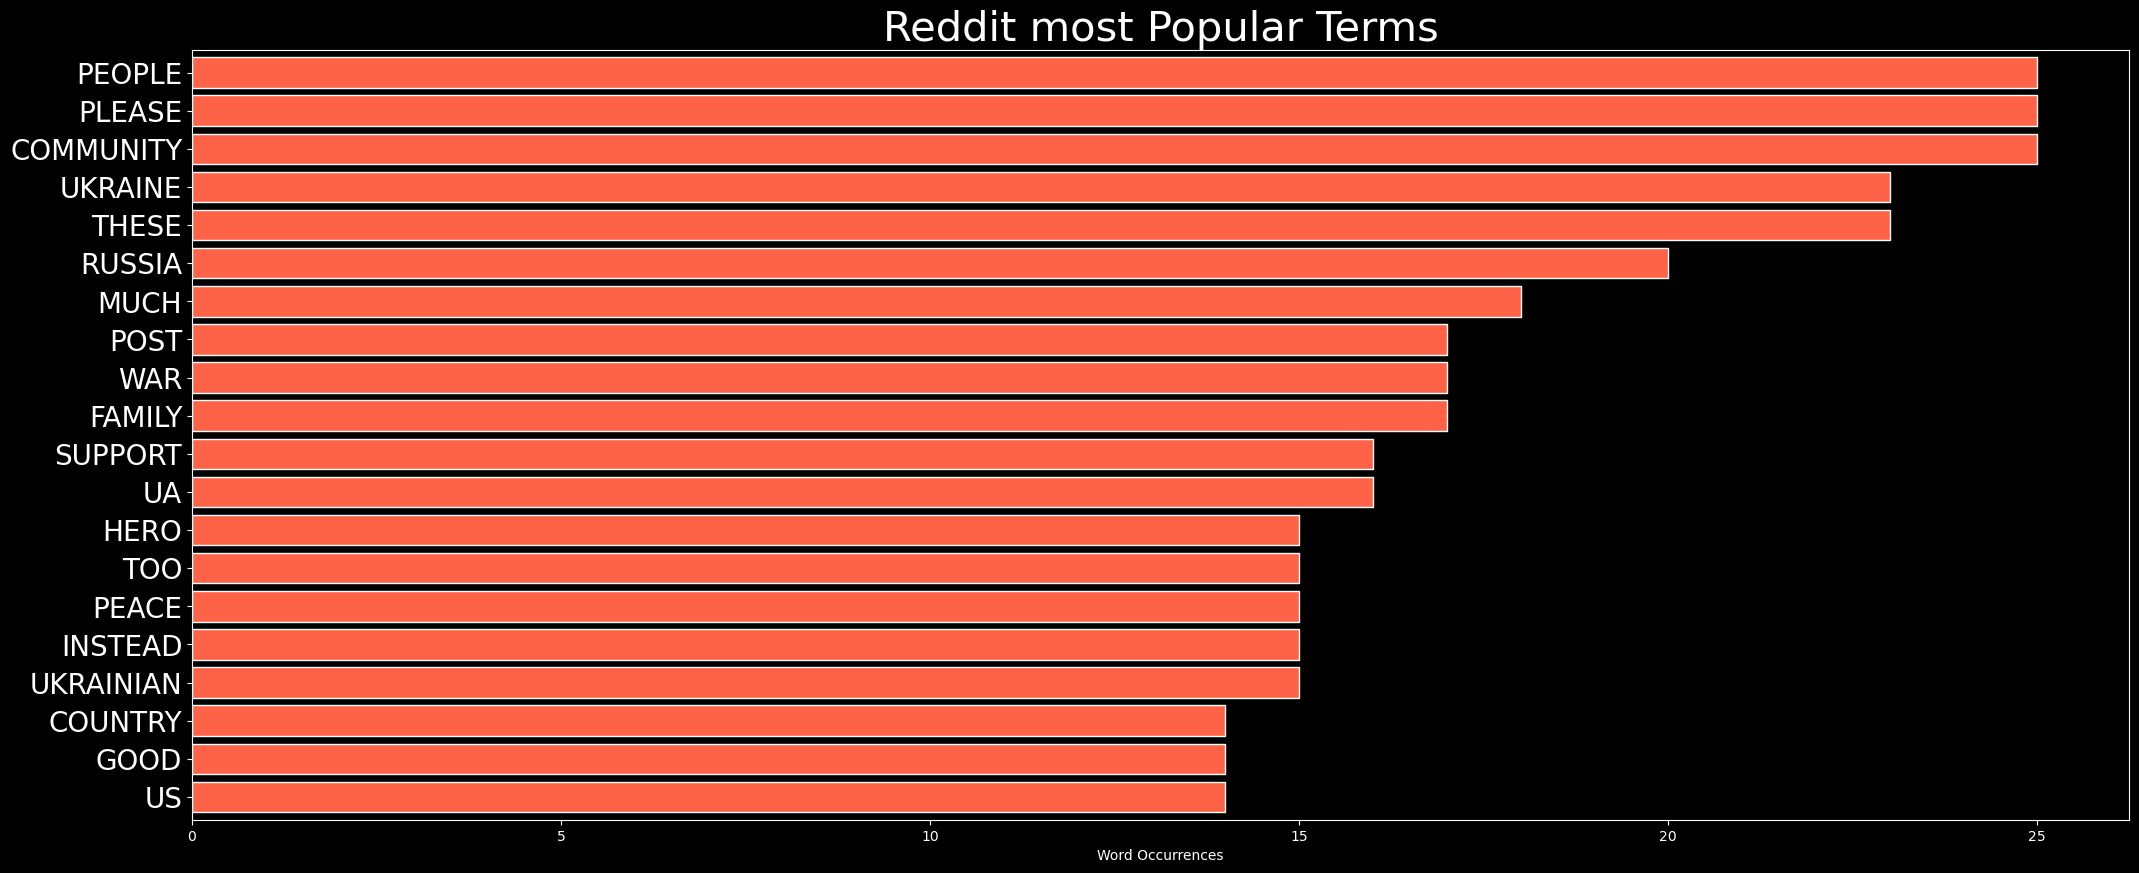 Reddit most Popular Terms
PEOPLE
PLEASE
COMMUNITY
UKRAINE
THESE
RUSSIA
MUCH
POST
WAR
FAMILY
SUPPORT
UA
HERO
TOO
PEACE
INSTEAD
UKRAINIAN
COUNTRY
GOOD
US
0 5 10 15 20 25
Word Occurrences